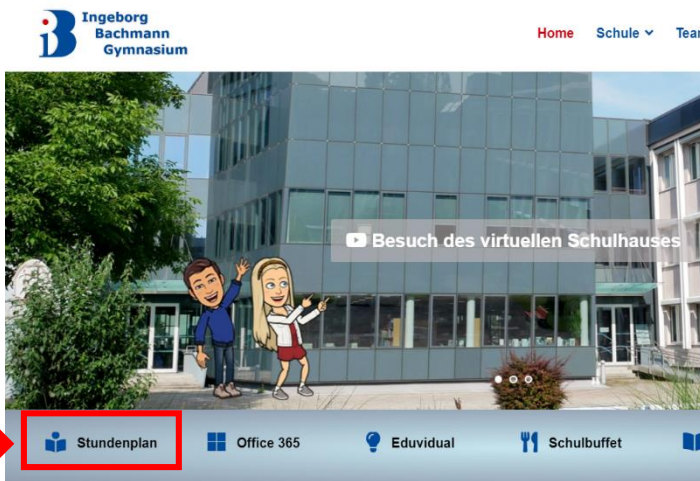 Ingeborg
Bachmann
Gymnasium
Home Schule
Besuch des virtuellen Schulhauses
Stundenplan Office 365 Eduvidual Schulbuffet